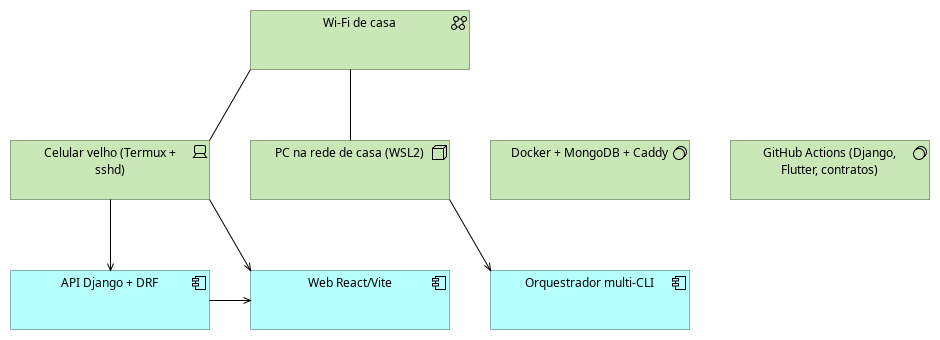 Wi-Fi de casa
Celular velho (Termux +
sshd)
PC na rede de casa (WSL2)
Docker + MongoDB + Caddy
GitHub Actions (Django,
Flutter, contratos)
API Django + DRF
Web React/Vite
Orquestrador multi-CLI